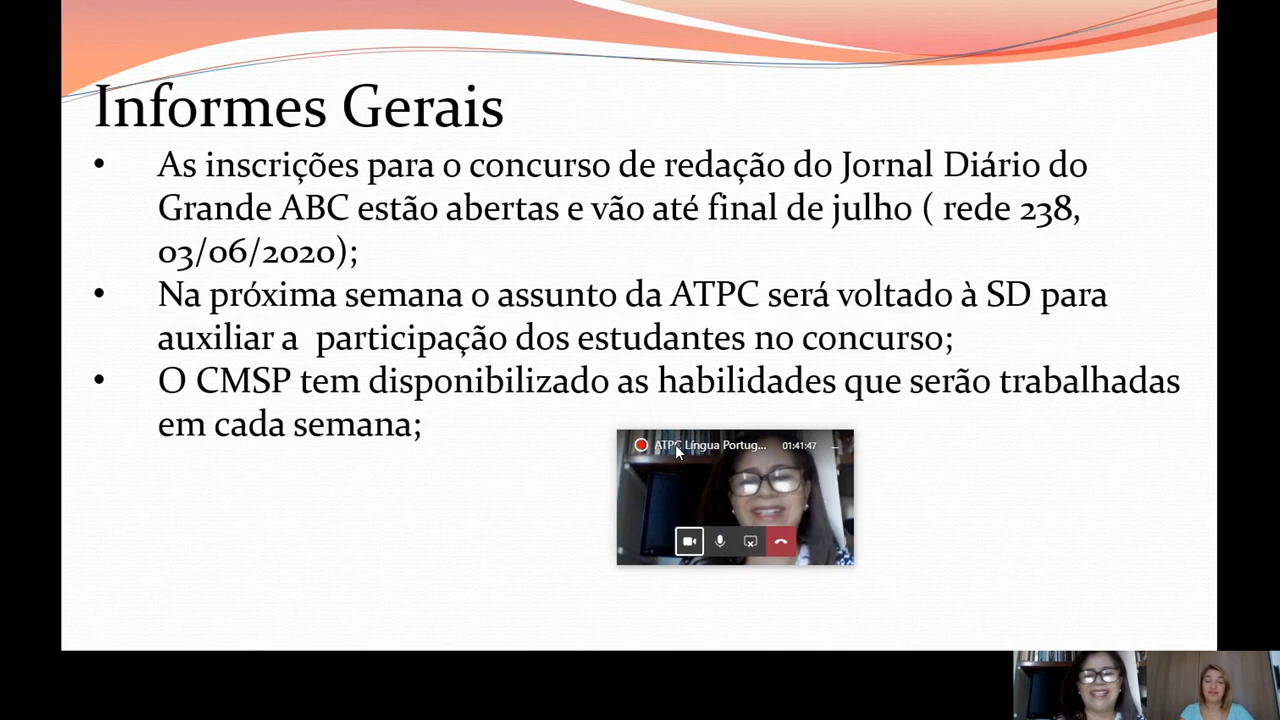 Informes Gerais
• As inscrições para o concurso de redação do Jornal Diário do
Grande ABC estão abertas e vão até final de julho ( rede 238,
03/06/2020);
• Na próxima semana o assunto da ATPC será voltado à SD para
auxiliar a  participação dos estudantes no concurso;
• O CMSP tem disponibilizado as habilidades que serão trabalhadas
em cada semana;
ATPC Língua Portug... 01:41:47